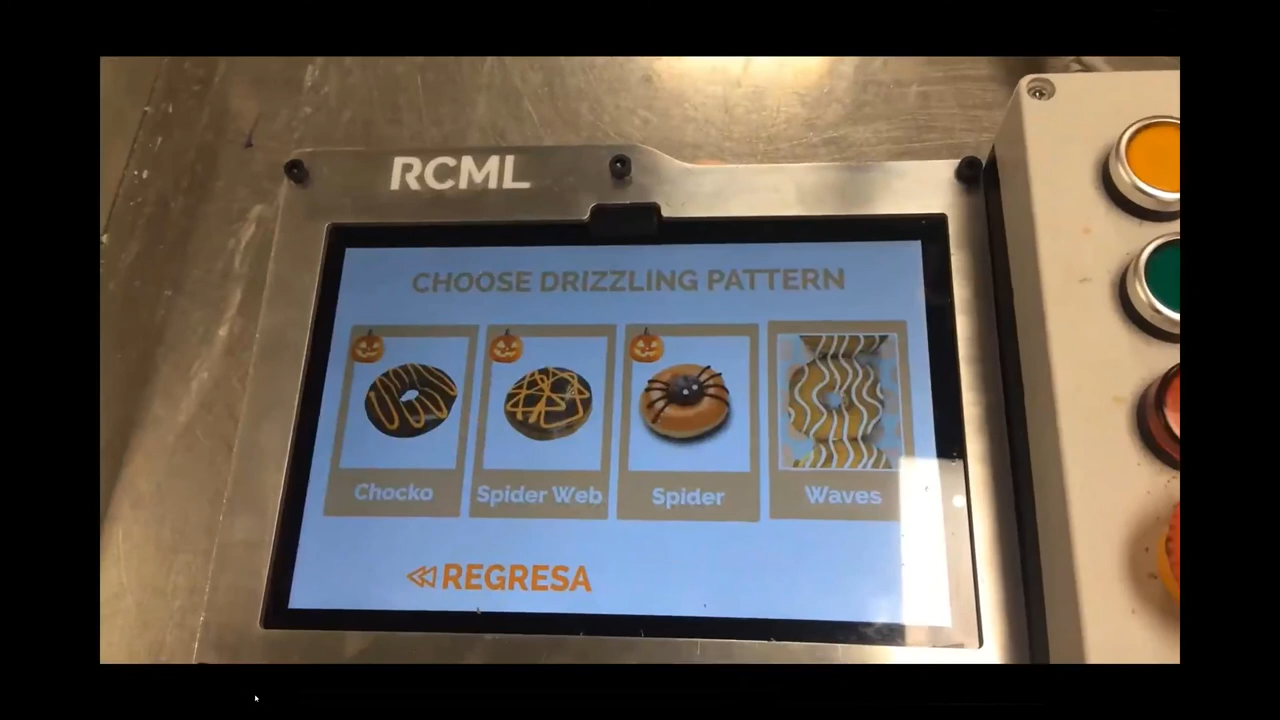 RCML
CHOOSE DRIZZLING PATTERN
Chocko
Spider Web
Spider
Waves
REGRESA